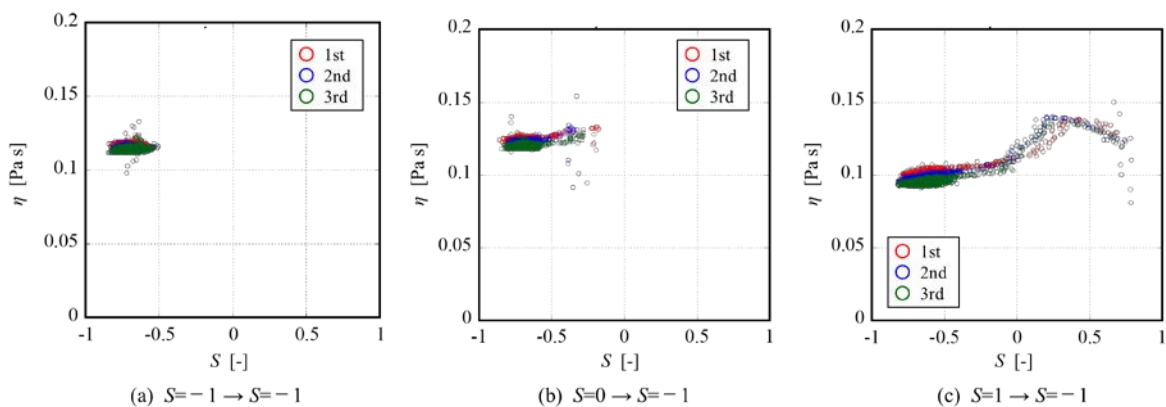 0.2
0.15
0.1
0.05
0
η [Pa s]
-1 -0.5 0 0.5 1
S [-]
1st
2nd
3rd
(a) S=−1 → S=−1
0.2
0.15
0.1
0.05
0
η [Pa s]
-1 -0.5 0 0.5 1
S [-]
1st
2nd
3rd
(b) S=0 → S=−1
0.2
0.15
0.1
0.05
0
η [Pa s]
-1 -0.5 0 0.5 1
S [-]
1st
2nd
3rd
(c) S=1 → S=−1